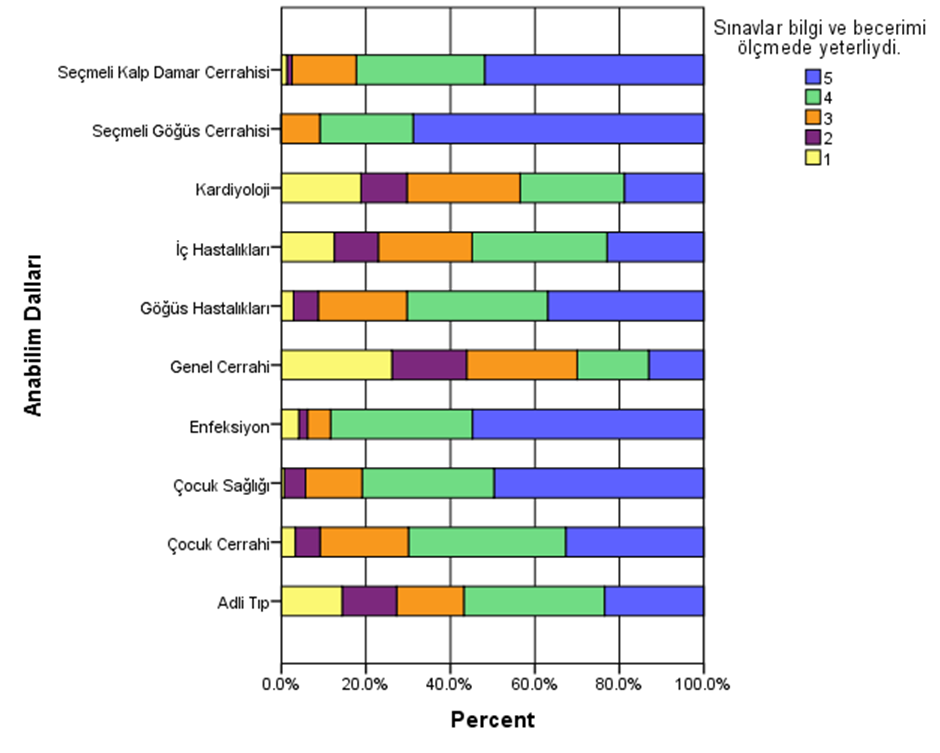 Sınavlar bilgi ve becerimi
ölçmede yeterliydi.
5
4
3
2
1
Seçmeli Kalp Damar Cerrahisi
Seçmeli Göğüs Cerrahisi
Kardiyoloji
İç Hastalıkları
Göğüs Hastalıkları
Genel Cerrahi
Enfeksiyon
Çocuk Sağlığı
Çocuk Cerrahi
Adli Tıp
Anabilim Dalları
0.0%
20.0%
40.0%
60.0%
80.0%
100.0%
Percent